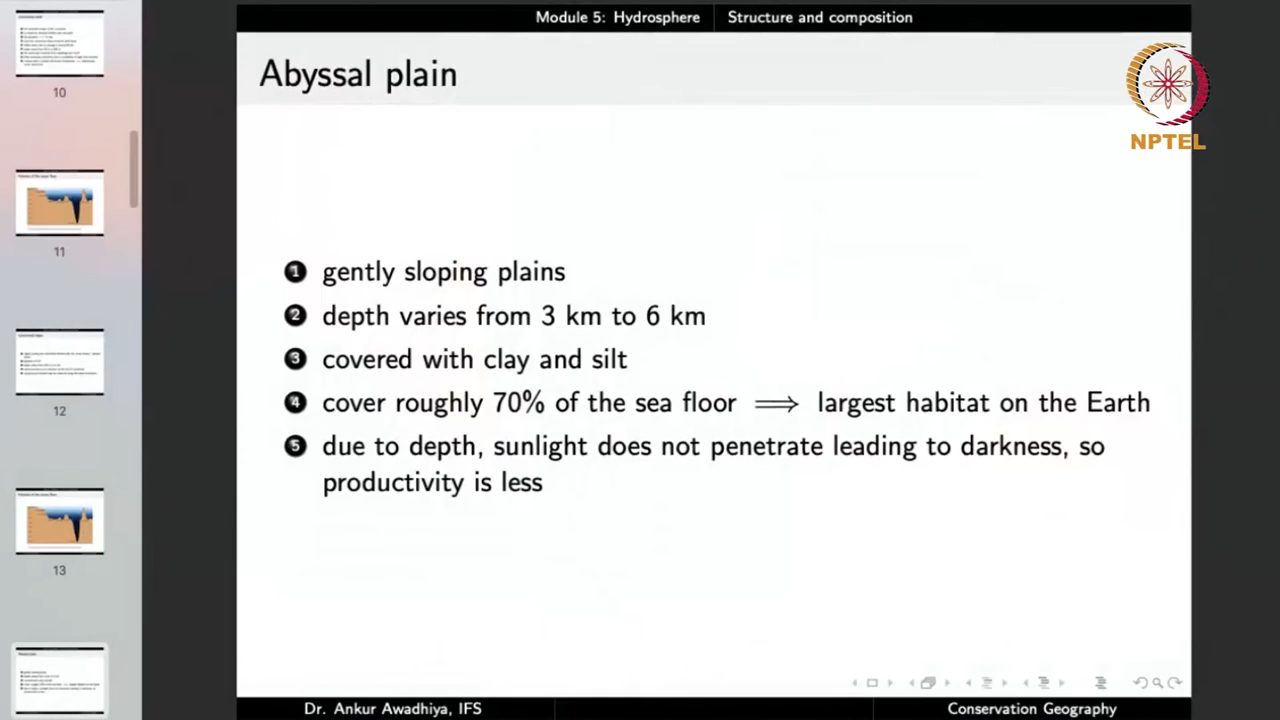 Module 5: Hydrosphere Structure and composition
Abyssal plain
NPTEL
1 gently sloping plains
2 depth varies from 3 km to 6 km
3 covered with clay and silt
4 cover roughly 70% of the sea floor ⟹ largest habitat on the Earth
5 due to depth, sunlight does not penetrate leading to darkness, so
productivity is less
Dr. Ankur Awadhiya, IFS Conservation Geography
10
11
12
13